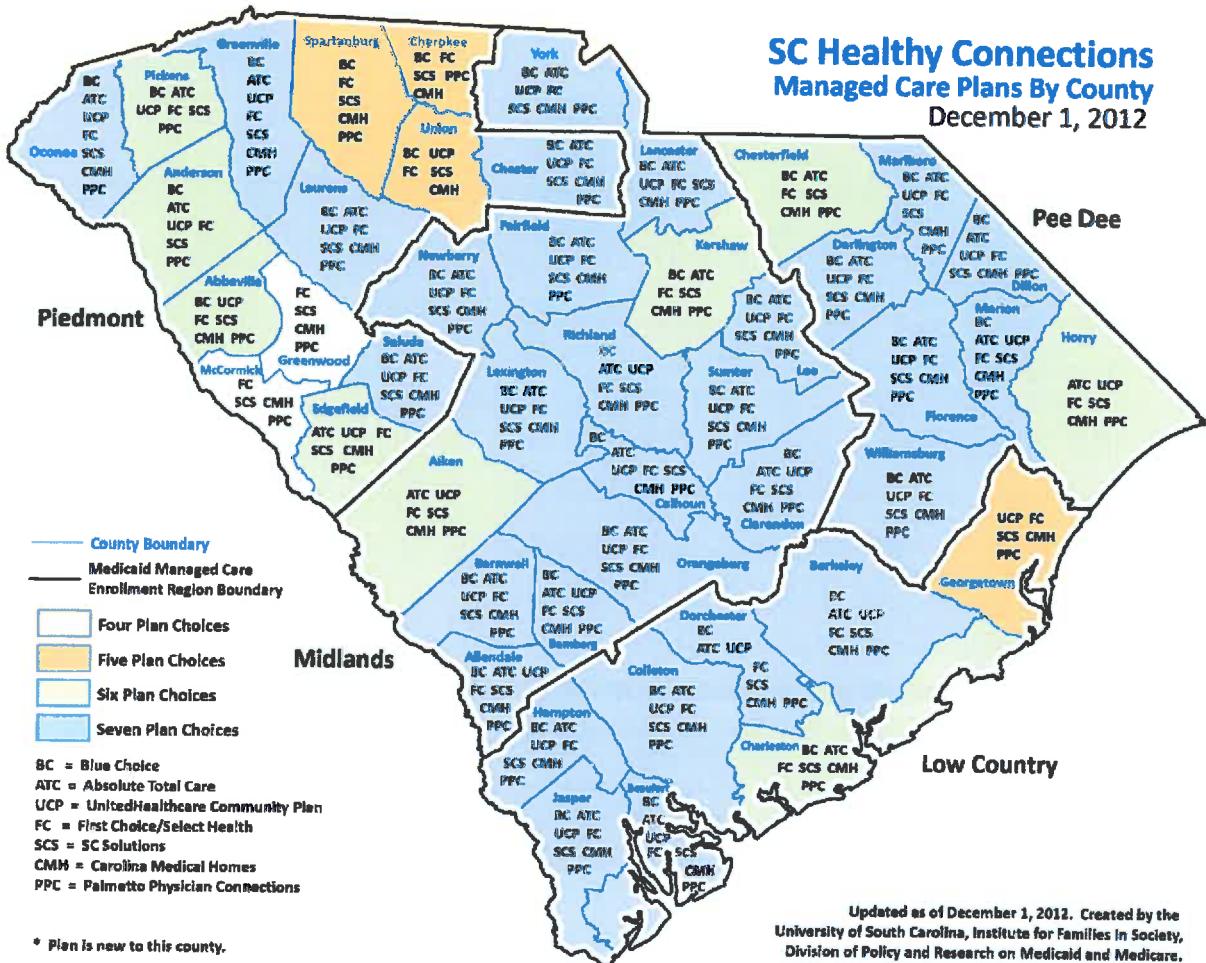 SC Healthy Connections
Managed Care Plans By County
December 1, 2012
Oconee
BC
ATC
UCP
FC
SCS
CMH
PPC
Pickens
BC ATC
UCP FC SCS
PPC
Greenville
BC
ATC
UCP
FC
SCS
CMH
PPC
Spartanburg
BC
FC
SCS
CMH
PPC
Cherokee
BC FC
SCS PPC
CMH
Union
BC UCP
FC SCS
CMH
York
BC ATC
UCP FC
SCS CMH PPC
Chester
BC ATC
UCP FC
SCS CMH
PPC
Lancaster
BC ATC
UCP FC SCS
CMH PPC
Chesterfield
BC ATC
FC SCS
CMH PPC
Marlboro
BC ATC
UCP FC
SCS
CMH
PPC
Pee Dee
Anderson
BC
ATC
UCP FC
SCS
PPC
Laurens
BC ATC
UCP FC
SCS CMH
PPC
Newberry
BC ATC
UCP FC
SCS CMH
PPC
Fairfield
BC ATC
UCP FC
SCS CMH
PPC
Kershaw
BC ATC
FC SCS
CMH PPC
Darlington
BC ATC
UCP FC
SCS CMH
PPC
BC
ATC
UCP FC
SCS CMH PPC
Dillon
Piedmont
Abbeville
BC UCP
FC SCS
CMH PPC
FC
SCS
CMH
PPC
Greenwood
McCormick
FC
SCS CMH
PPC
Saluda
BC ATC
UCP FC
SCS CMH
PPC
Edgefield
ATC UCP FC
SCS CMH
PPC
Lexington
BC ATC
UCP FC
SCS CMH
PPC
Richland
BC
ATC UCP
FC SCS
CMH PPC
BC ATC
UCP FC
SCS CMH
PPC
Lee
Sumter
BC ATC
UCP FC
SCS CMH
PPC
BC ATC
UCP FC
SCS CMH
PPC
Florence
Marion
BC
ATC UCP
FC SCS
CMH
PPC
Horry
ATC UCP
FC SCS
CMH PPC
Aiken
ATC UCP
FC SCS
CMH PPC
BC
ATC
UCP FC SCS
CMH PPC
Calhoun
BC
ATC UCP
FC SCS
CMH PPC
Clarendon
Williamsburg
BC ATC
UCP FC
SCS CMH
PPC
UCP FC
SCS CMH
PPC
Georgetown
BC ATC
UCP FC
SCS CMH
PPC
Orangeburg
Barnwell
BC ATC
UCP FC
SCS CMH
PPC
BC
ATC UCP
FC SCS
CMH PPC
Bamberg
Midlands
Allendale
BC ATC UCP
FC SCS
CMH
PPC
Berkeley
BC
ATC UCP
FC SCS
CMH PPC
Dorchester
BC
ATC UCP
FC
SCS
CMH PPC
Colleton
BC ATC
UCP FC
SCS CMH
PPC
Hampton
BC ATC
UCP FC
SCS CMH
PPC
Charleston
BC ATC
FC SCS CMH
PPC
Low Country
Jasper
BC ATC
UCP FC
SCS CMH
PPC
Beaufort
BC
ATC
UCP
FC SCS
CMH
PPC
County Boundary
Medicaid Managed Care
Enrollment Region Boundary
Four Plan Choices
Five Plan Choices
Six Plan Choices
Seven Plan Choices
BC = Blue Choice
ATC = Absolute Total Care
UCP = UnitedHealthcare Community Plan
FC = First Choice/Select Health
SCS = SC Solutions
CMH = Carolina Medical Homes
PPC = Palmetto Physician Connections
* Plan is new to this county.
Updated as of December 1, 2012. Created by the
University of South Carolina, Institute for Families in Society,
Division of Policy and Research on Medicaid and Medicare.